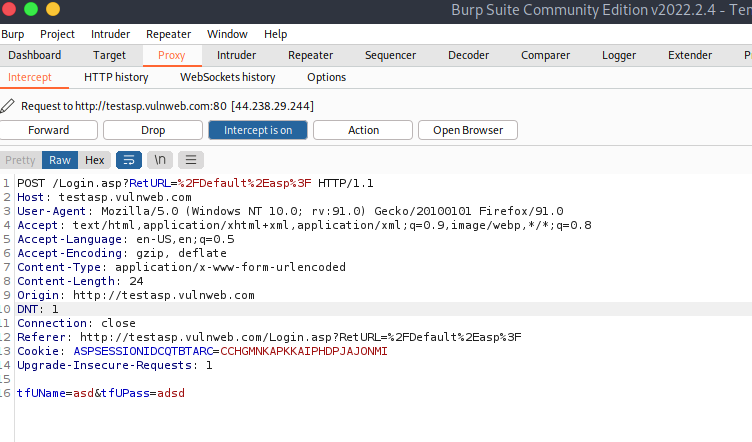 Burp Suite Community Edition v2022.2.4 - Ten
Burp Project Intruder Repeater Window Help
Dashboard Target Proxy Intruder Repeater Sequencer Decoder Comparer Logger Extender
Intercept HTTP history WebSockets history Options
Request to http://testasp.vulnweb.com:80 [44.238.29.244]
Forward Drop Intercept is on Action Open Browser
Pretty Raw Hex \n
1 POST /Login.asp?RetURL=%2FDefault%2Easp%3F HTTP/1.1
2 Host: testasp.vulnweb.com
3 User-Agent: Mozilla/5.0 (Windows NT 10.0; rv:91.0) Gecko/20100101 Firefox/91.0
4 Accept: text/html,application/xhtml+xml,application/xml;q=0.9,image/webp,*/*;q=0.8
5 Accept-Language: en-US,en;q=0.5
6 Accept-Encoding: gzip, deflate
7 Content-Type: application/x-www-form-urlencoded
8 Content-Length: 24
9 Origin: http://testasp.vulnweb.com
10 DNT: 1
11 Connection: close
12 Referer: http://testasp.vulnweb.com/Login.asp?RetURL=%2FDefault%2Easp%3F
13 Cookie: ASPSESSIONIDCQTBTARC=CCHGMNKAPKKAIPHDPJAJONMI
14 Upgrade-Insecure-Requests: 1
15
16 tfUName=asd&tfUPass=adsd